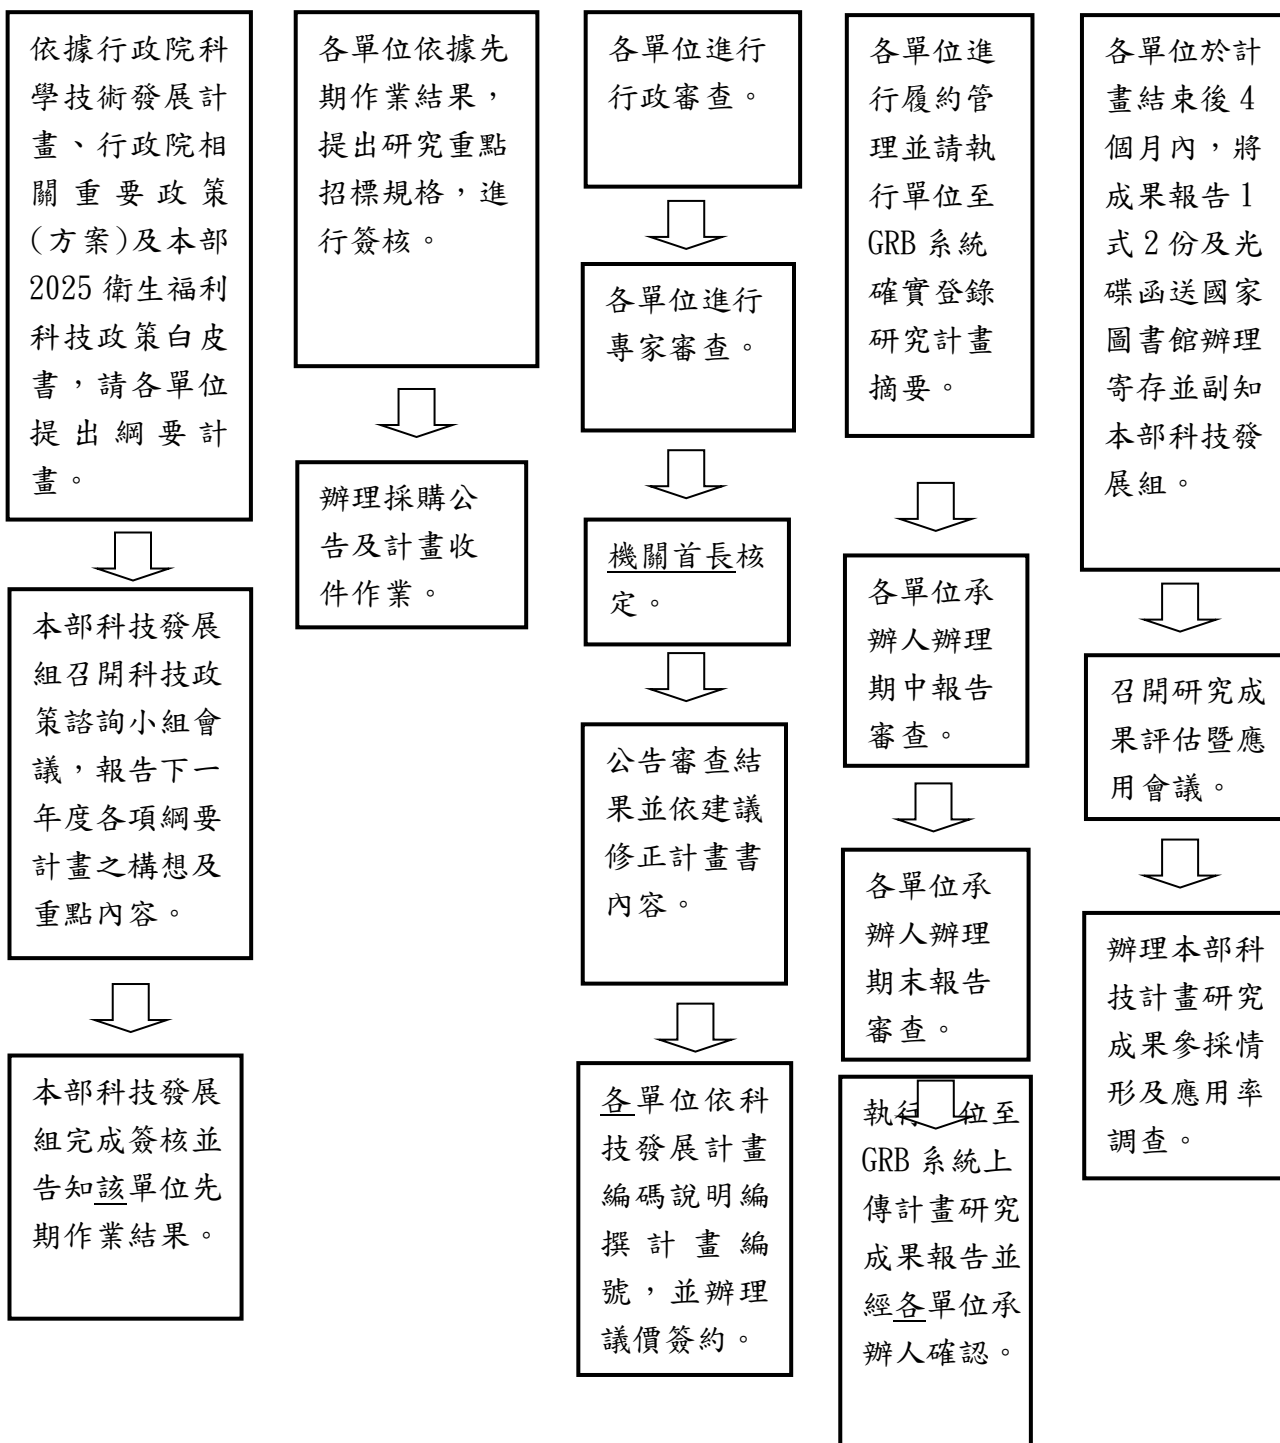 依據行政院科
學技術發展計
畫、行政院相
關重要政策
(方案)及本部
2025 衛生福利
科技政策白皮
書，請各單位
提出綱要計
畫。
本部科技發展
組召開科技政
策諮詢小組會
議，報告下一
年度各項綱要
計畫之構想及
重點內容。
本部科技發展
組完成簽核並
告知該單位先
期作業結果。
各單位依據先
期作業結果，
提出研究重點
招標規格，進
行簽核。
辦理採購公
告及計畫收
件作業。
各單位進行
行政審查。
各單位進行
專家審查。
機關首長核
定。
公告審查結
果並依建議
修正計畫書
內容。
各單位依科
技發展計畫
編碼說明編
撰計畫編
號，並辦理
議價簽約。
各單位進
行履約管
理並請執
行單位至
GRB 系統
確實登錄
研究計畫
摘要。
各單位承
辦人辦理
期中報告
審查。
各單位承
辦人辦理
期末報告
審查。
執行 位至
GRB 系統上
傳計畫研究
成果報告並
經各單位承
辦人確認。
各單位於計
畫結束後 4
個月內，將
成果報告 1
式 2 份及光
碟函送國家
圖書館辦理
寄存並副知
本部科技發
展組。
召開研究成
果評估暨應
用會議。
辦理本部科
技計畫研究
成果參採情
形及應用率
調查。